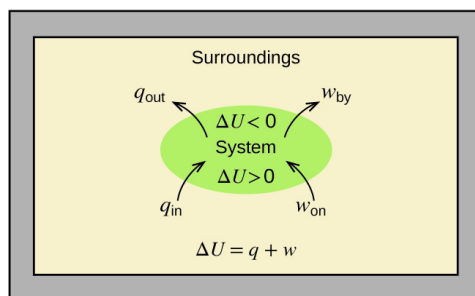 Surroundings
q_out w_by
ΔU < 0
System
ΔU > 0
q_in w_on
ΔU = q + w